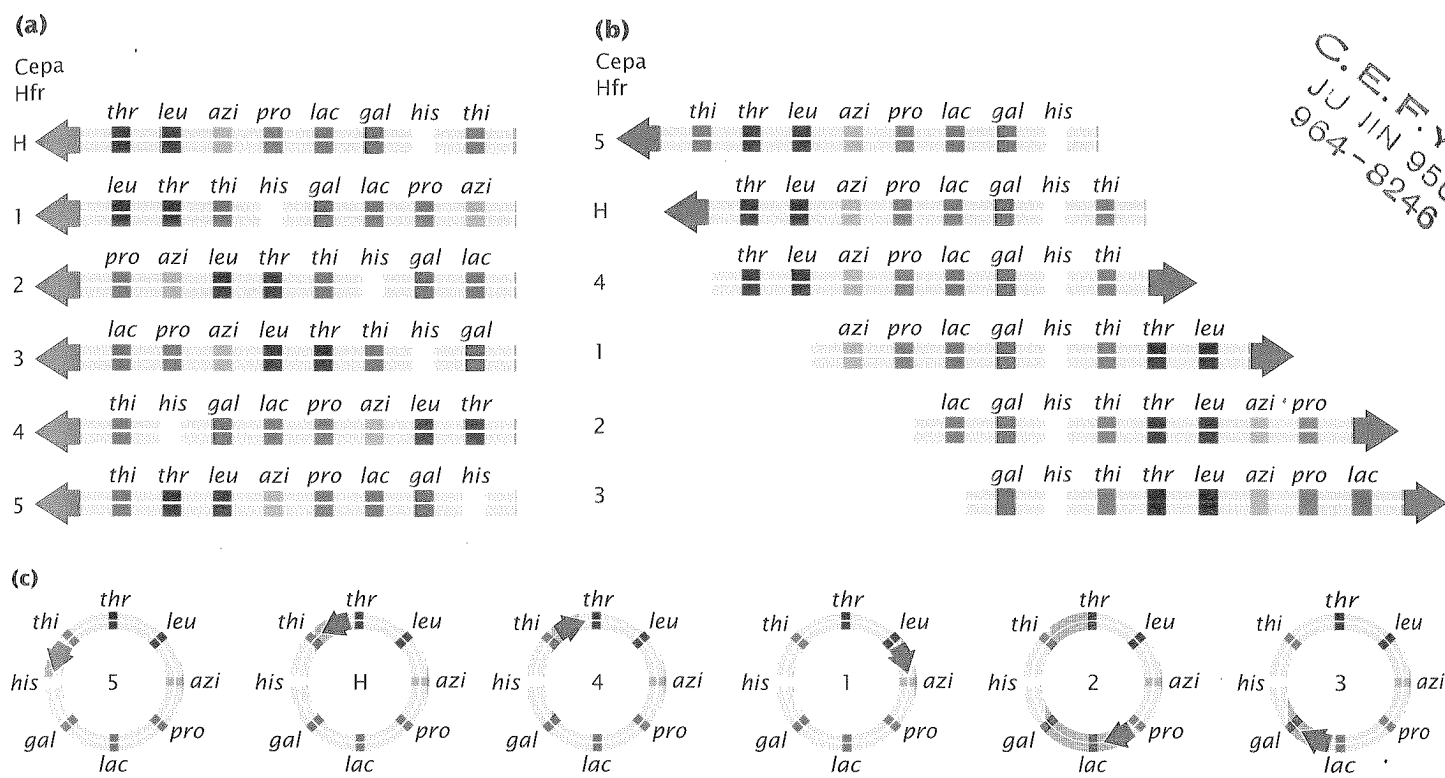 (a)
Cepa
Hfr
thr leu azi pro lac gal his thi
H
leu thr thi his gal lac pro azi
1
pro azi leu thr thi his gal lac
2
lac pro azi leu thr thi his gal
3
thi his gal lac pro azi leu thr
4
thi thr leu azi pro lac gal his
5
(b)
Cepa
Hfr
thi thr leu azi pro lac gal his
5
thr leu azi pro lac gal his thi
H
thr leu azi pro lac gal his thi
4
azi pro lac gal his thi thr leu
1
lac gal his thi thr leu azi pro
2
gal his thi thr leu azi pro lac
3
C.E.F.Y
JU JIN
964-8246
(c)
thr
thi leu
his 5 azi
gal pro
lac
thr
thi leu
his H azi
gal pro
lac
thr
thi leu
his 4 azi
gal pro
lac
thr
thi leu
his 1 azi
gal pro
lac
thr
thi leu
his 2 azi
gal pro
lac
thr
thi leu
his 3 azi
gal pro
lac